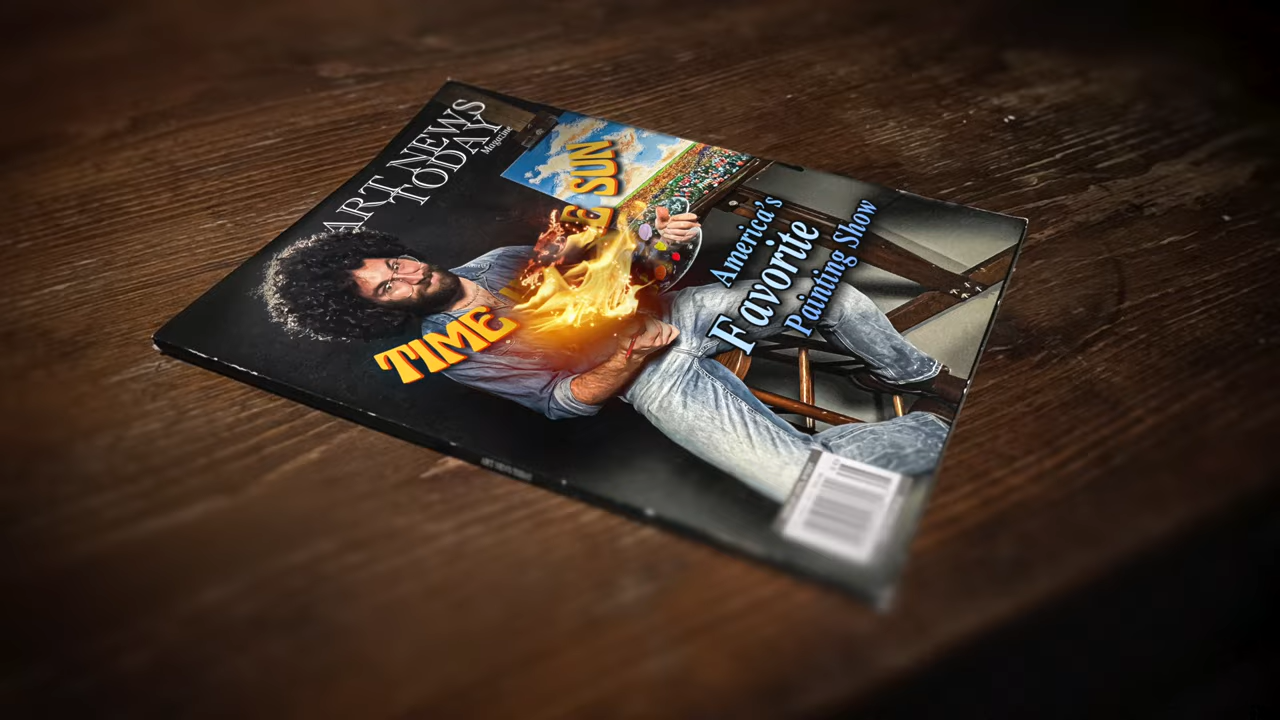 ART NEWS
TODAY
Magazine
TIME
SUN
America's
Favorite
Painting Show